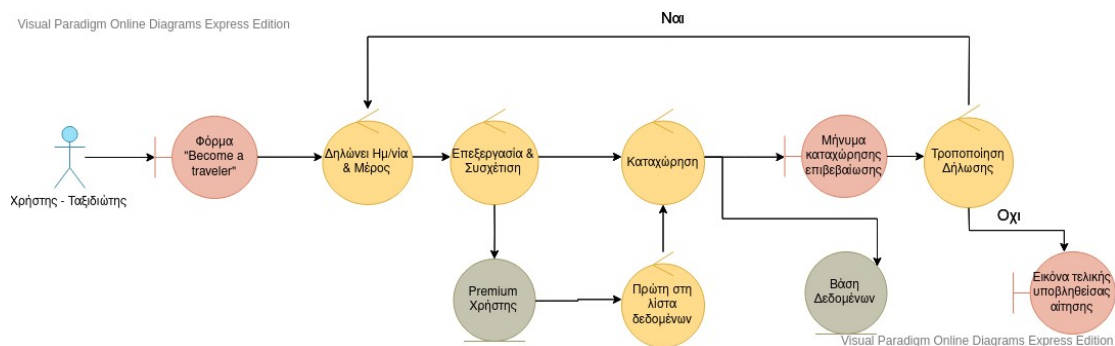 Visual Paradigm Online Diagrams Express Edition
Ναι
Φόρμα
"Become a
traveler"
Δηλώνει Ημ/νία
& Μέρος
Επεξεργασία &
Συσχέτιση
Καταχώρηση
Μήνυμα
καταχώρησης
επιβεβαίωσης
Τροποποίηση
Δήλωσης
Χρήστης - Ταξιδιώτης
Οχι
Premium
Χρήστης
Πρώτη στη
λίστα
δεδομένων
Βάση
Δεδομένων
Εικόνα τελικής
υποβληθείσας
αίτησης
Visual Paradigm Online Diagrams Express Edition